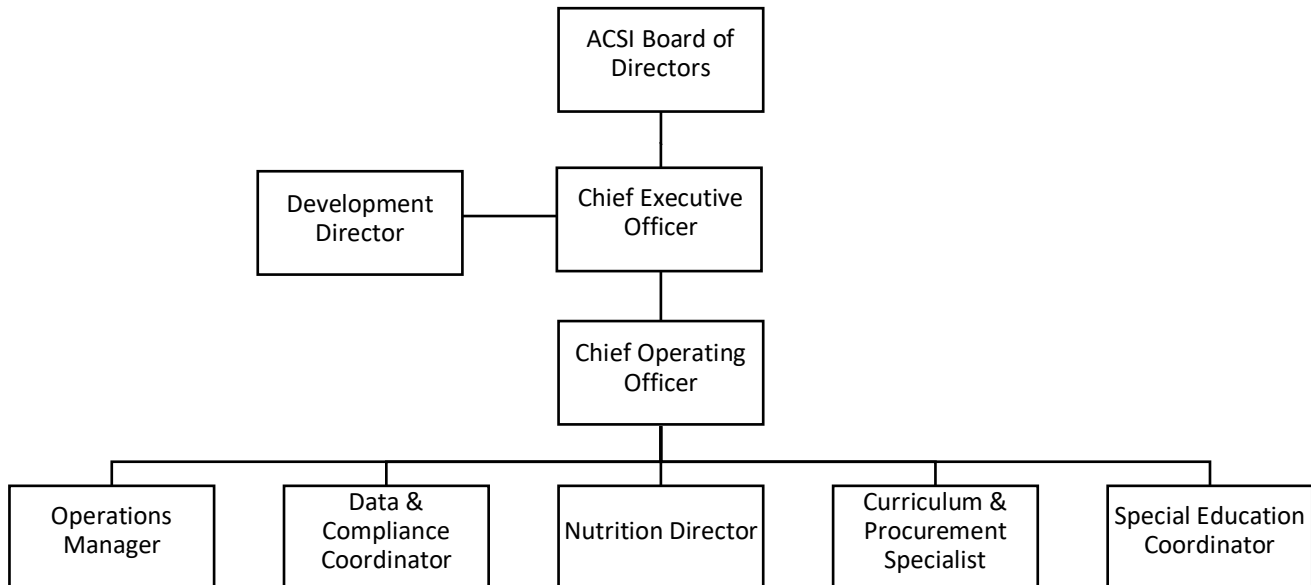 ACSI Board of
Directors
Development
Director
Chief Executive
Officer
Chief Operating
Officer
Operations
Manager
Data &
Compliance
Coordinator
Nutrition Director
Curriculum &
Procurement
Specialist
Special Education
Coordinator